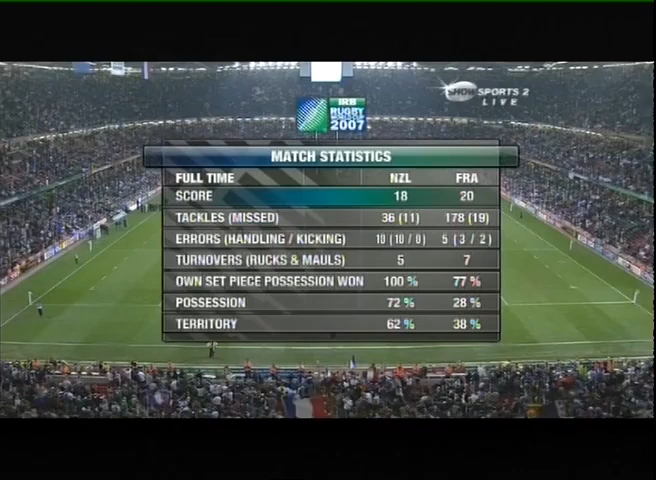 SHOW SPORTS 2
LIVE
IRB
RUGBY
WORLD CUP
2007
MATCH STATISTICS
FULL TIME NZL FRA
SCORE 18 20
TACKLES (MISSED) 36 (11) 178 (19)
ERRORS (HANDLING / KICKING) 10 (10 / 0) 5 (3 / 2)
TURNOVERS (RUCKS & MAULS) 5 7
OWN SET PIECE POSSESSION WON 100 % 77 %
POSSESSION 72 % 28 %
TERRITORY 62 % 38 %